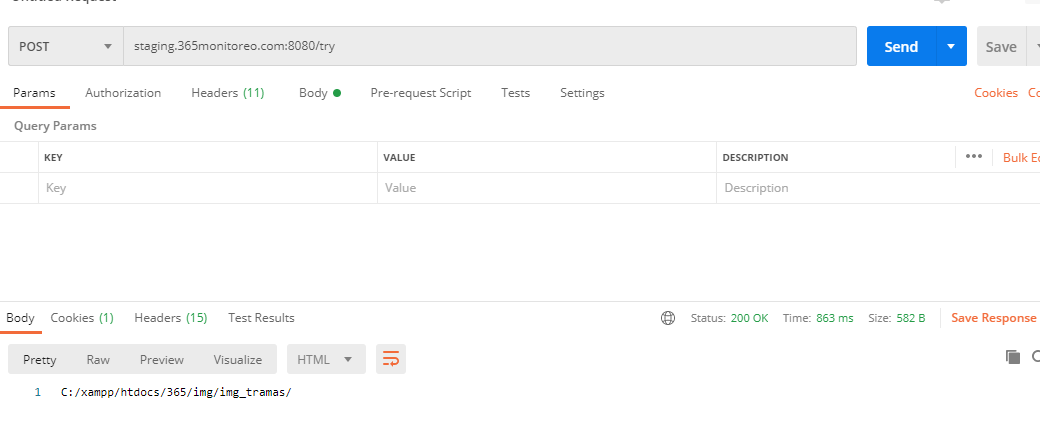 Untitled Request
POST staging.365monitoreo.com:8080/try Send Save
Params Authorization Headers (11) Body Pre-request Script Tests Settings Cookies
Query Params
KEY VALUE DESCRIPTION ••• Bulk
Key Value Description
Body Cookies (1) Headers (15) Test Results Status: 200 OK Time: 863 ms Size: 582 B Save Response
Pretty Raw Preview Visualize HTML
1 C:/xampp/htdocs/365/img/img_tramas/